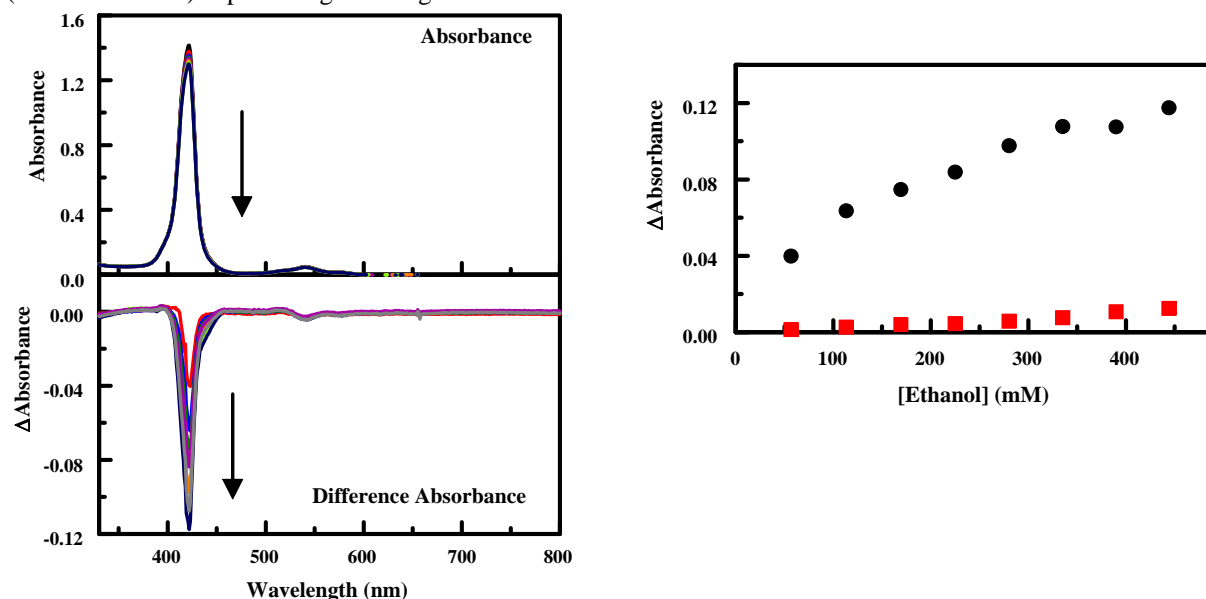 1.6
Absorbance
1.2
Absorbance
0.8
0.4
0.0
0.00
ΔAbsorbance
-0.04
-0.08
Difference Absorbance
-0.12
400 500 600 700 800
Wavelength (nm)
0.12
ΔAbsorbance
0.08
0.04
0.00
0 100 200 300 400
[Ethanol] (mM)